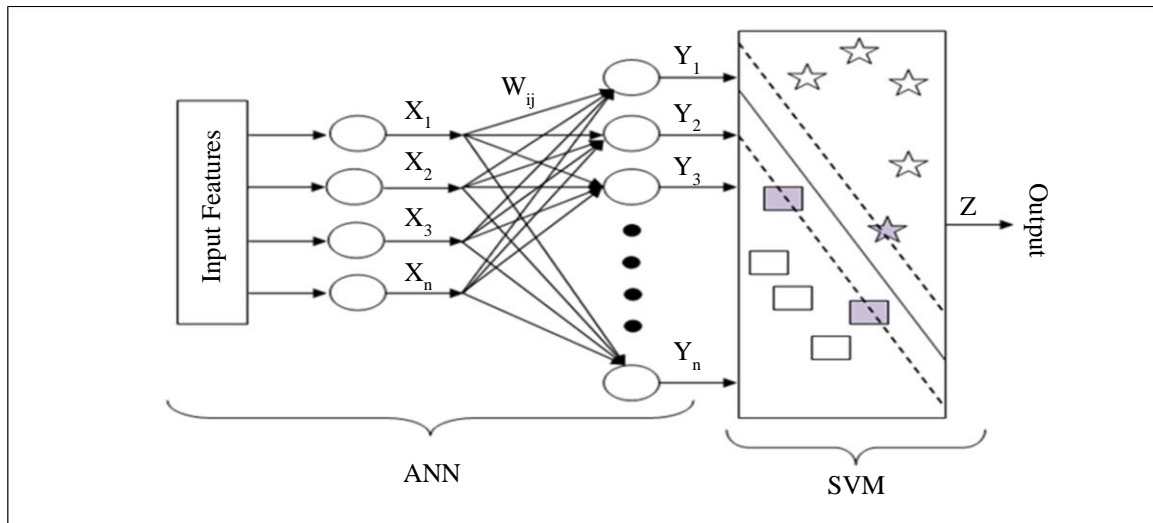 Input Features
X1
X2
X3
Xn
Wij
Y1
Y2
Y3
Yn
Z
Output
ANN
SVM